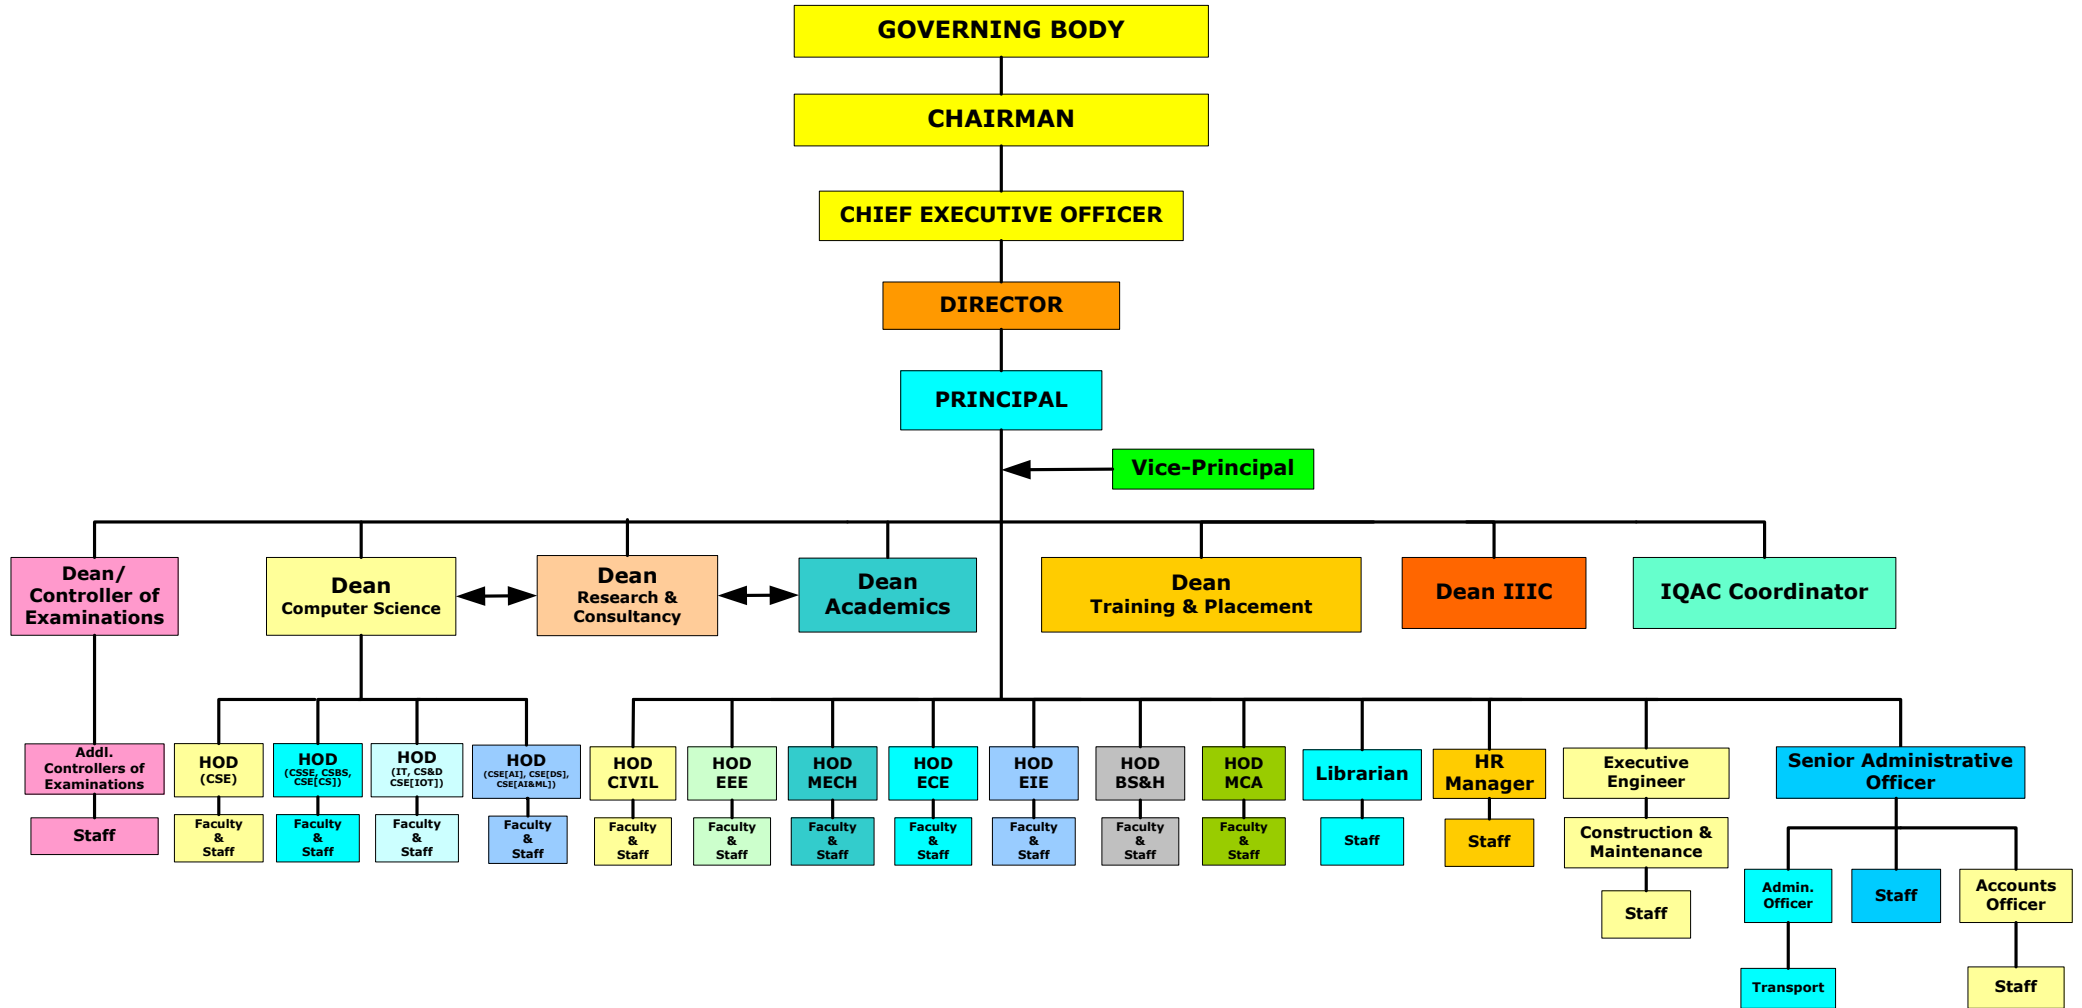 GOVERNING BODY
CHAIRMAN
CHIEF EXECUTIVE OFFICER
DIRECTOR
PRINCIPAL
Vice-Principal
Dean/
Controller of
Examinations
Dean
Computer Science
Dean
Research &
Consultancy
Dean
Academics
Dean
Training & Placement
Dean IIIC
IQAC Coordinator
Addl.
Controllers of
Examinations
HOD
(CSE)
HOD
(CSSE, CSBS,
CSE[CS])
HOD
(IT, CS&D
CSE[IOT])
HOD
(CSE[AI], CSE[DS],
CSE[AI&ML])
HOD
CIVIL
HOD
EEE
HOD
MECH
HOD
ECE
HOD
EIE
HOD
BS&H
HOD
MCA
Librarian
HR
Manager
Executive
Engineer
Senior Administrative
Officer
Staff
Faculty
&
Staff
Faculty
&
Staff
Faculty
&
Staff
Faculty
&
Staff
Faculty
&
Staff
Faculty
&
Staff
Faculty
&
Staff
Faculty
&
Staff
Faculty
&
Staff
Faculty
&
Staff
Faculty
&
Staff
Staff
Staff
Construction &
Maintenance
Staff
Admin.
Officer
Staff
Accounts
Officer
Transport
Staff